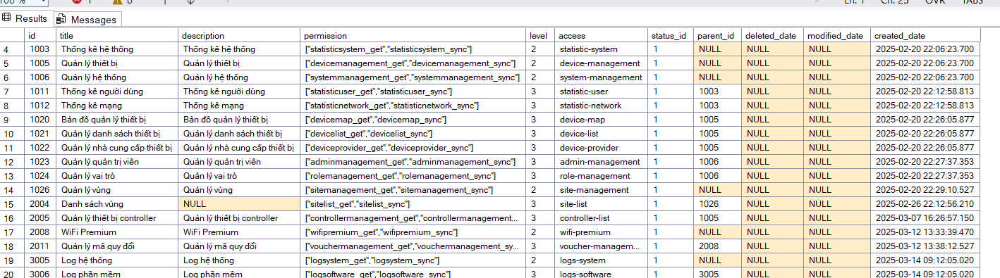 100 %
1
0
Ln: 1 Ch: 25 OVR TABS
Results Messages
id title description permission level access status_id parent_id deleted_date modified_date created_date
4 1003 Thống kê hệ thống Thống kê hệ thống ["statisticsystem_get","statisticsystem_sync"] 2 statistic-system 1 NULL NULL NULL 2025-02-20 22:06:23.700
5 1005 Quản lý thiết bị Quản lý thiết bị ["devicemanagement_get","devicemanagement_sync"] 2 device-management 1 NULL NULL NULL 2025-02-20 22:06:23.700
6 1006 Quản lý hệ thống Quản lý hệ thống ["systemmanagement_get","systemmanagement_sync"] 2 system-management 1 NULL NULL NULL 2025-02-20 22:06:23.700
7 1011 Thống kê người dùng Thống kê người dùng ["statisticuser_get","statisticuser_sync"] 3 statistic-user 1 1003 NULL NULL 2025-02-20 22:12:58.813
8 1012 Thống kê mạng Thống kê mạng ["statisticnetwork_get","statisticnetwork_sync"] 3 statistic-network 1 1003 NULL NULL 2025-02-20 22:12:58.813
9 1020 Bản đồ quản lý thiết bị Bản đồ quản lý thiết bị ["devicemap_get","devicemap_sync"] 3 device-map 1 1005 NULL NULL 2025-02-20 22:26:05.877
10 1021 Quản lý danh sách thiết bị Quản lý danh sách thiết bị ["devicelist_get","devicelist_sync"] 3 device-list 1 1005 NULL NULL 2025-02-20 22:26:05.877
11 1022 Quản lý nhà cung cấp thiết bị Quản lý nhà cung cấp thiết bị ["deviceprovider_get","deviceprovider_sync"] 3 device-provider 1 1005 NULL NULL 2025-02-20 22:26:05.877
12 1023 Quản lý quản trị viên Quản lý quản trị viên ["adminmanagement_get","adminmanagement_sync"] 3 admin-management 1 1006 NULL NULL 2025-02-20 22:27:37.353
13 1024 Quản lý vai trò Quản lý vai trò ["rolemanagement_get","rolemanagement_sync"] 3 role-management 1 1006 NULL NULL 2025-02-20 22:27:37.353
14 1026 Quản lý vùng Quản lý vùng ["sitemanagement_get","sitemanagement_sync"] 2 site-management 1 NULL NULL NULL 2025-02-20 22:29:10.527
15 2004 Danh sách vùng NULL ["sitelist_get","sitelist_sync"] 3 site-list 1 1026 NULL NULL 2025-02-26 22:12:56.210
16 2005 Quản lý thiết bị controller Quản lý thiết bị controller ["controllermanagement_get","controllermanagement... 3 controller-list 1 1005 NULL NULL 2025-03-07 16:26:57.150
17 2008 WiFi Premium WiFi Premium ["wifipremium_get","wifipremium_sync"] 2 wifi-premium 1 NULL NULL NULL 2025-03-12 13:33:39.470
18 2011 Quản lý mã quy đổi Quản lý mã quy đổi ["vouchermanagement_get","vouchermanagement_sy... 3 voucher-managem... 1 2008 NULL NULL 2025-03-12 13:38:12.527
19 3005 Log hệ thống Log hệ thống ["logsystem_get","logsystem_sync"] 2 logs-system 1 NULL NULL NULL 2025-03-14 09:12:05.020
20 3006 Log phần mềm Log phần mềm ["logsoftware_get","logsoftware_sync"] 3 logs-software 1 3005 NULL NULL 2025-03-14 09:12:05.020